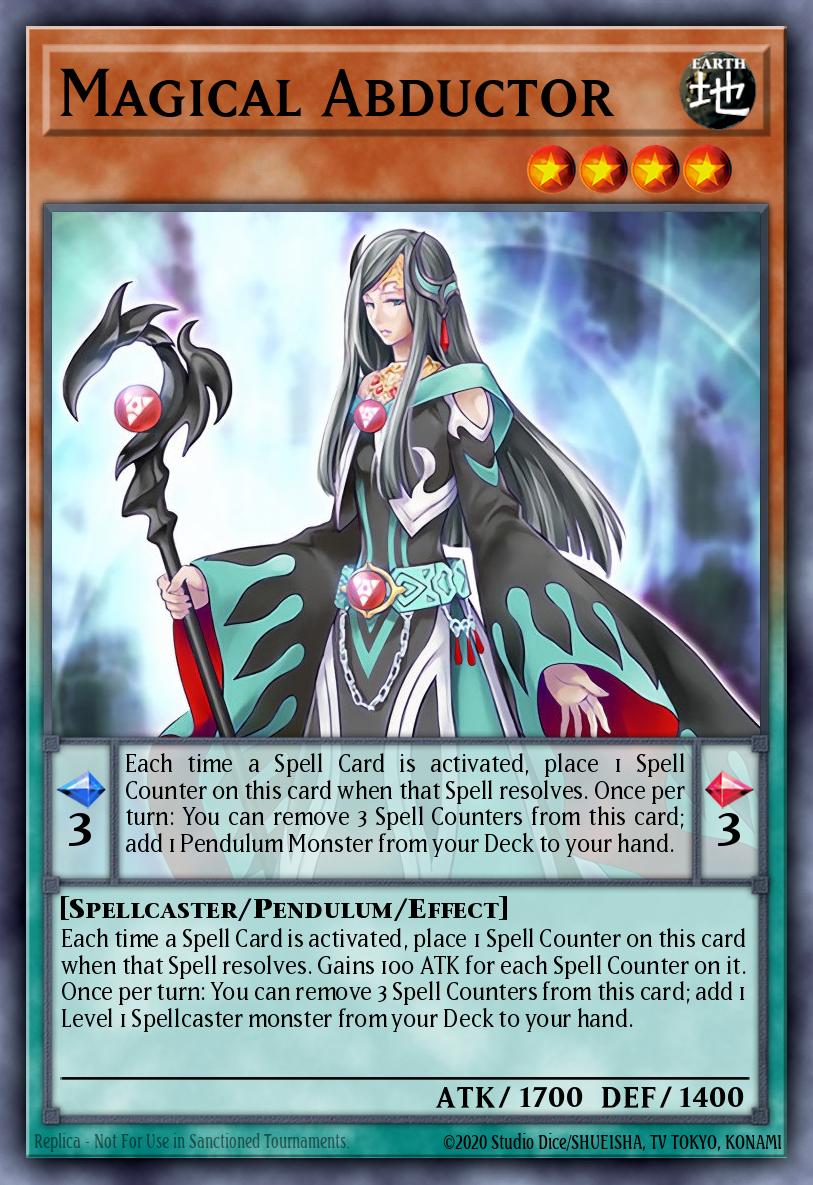 Magical Abductor
EARTH
地
Each time a Spell Card is activated, place 1 Spell
Counter on this card when that Spell resolves. Once per
turn: You can remove 3 Spell Counters from this card;
add 1 Pendulum Monster from your Deck to your hand.
3
3
[Spellcaster/Pendulum/Effect]
Each time a Spell Card is activated, place 1 Spell Counter on this card
when that Spell resolves. Gains 100 ATK for each Spell Counter on it.
Once per turn: You can remove 3 Spell Counters from this card; add 1
Level 1 Spellcaster monster from your Deck to your hand.
ATK/ 1700 DEF/ 1400
Replica - Not For Use in Sanctioned Tournaments.
©2020 Studio Dice/SHUEISHA, TV TOKYO, KONAMI